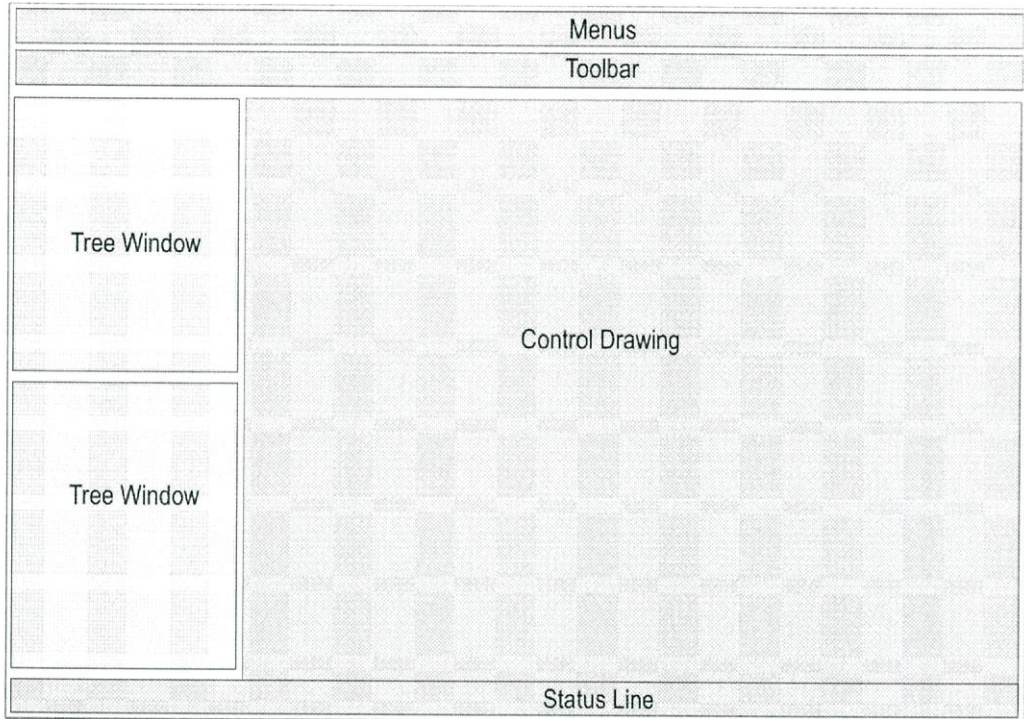 Menus
Toolbar
Tree Window
Control Drawing
Tree Window
Status Line